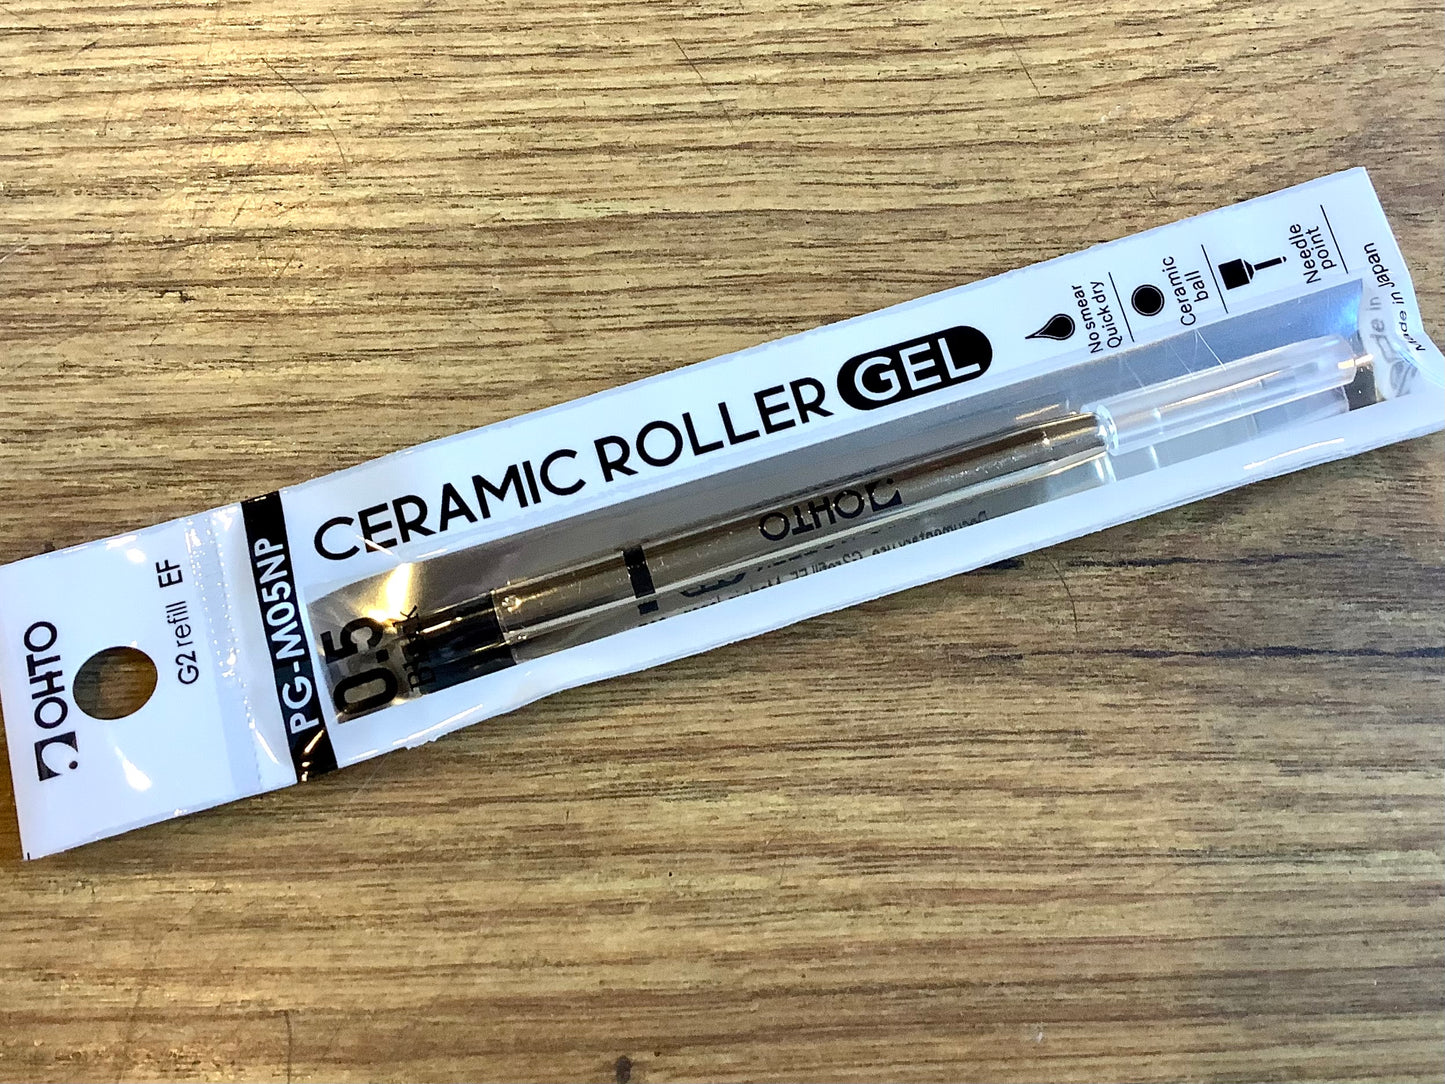 OHTO
G2 refill EF
PG-M05NP
0.5
Black
CERAMIC ROLLER GEL
No smear
Quick dry
Ceramic
ball
Needle
point
Made in Japan
OHTO